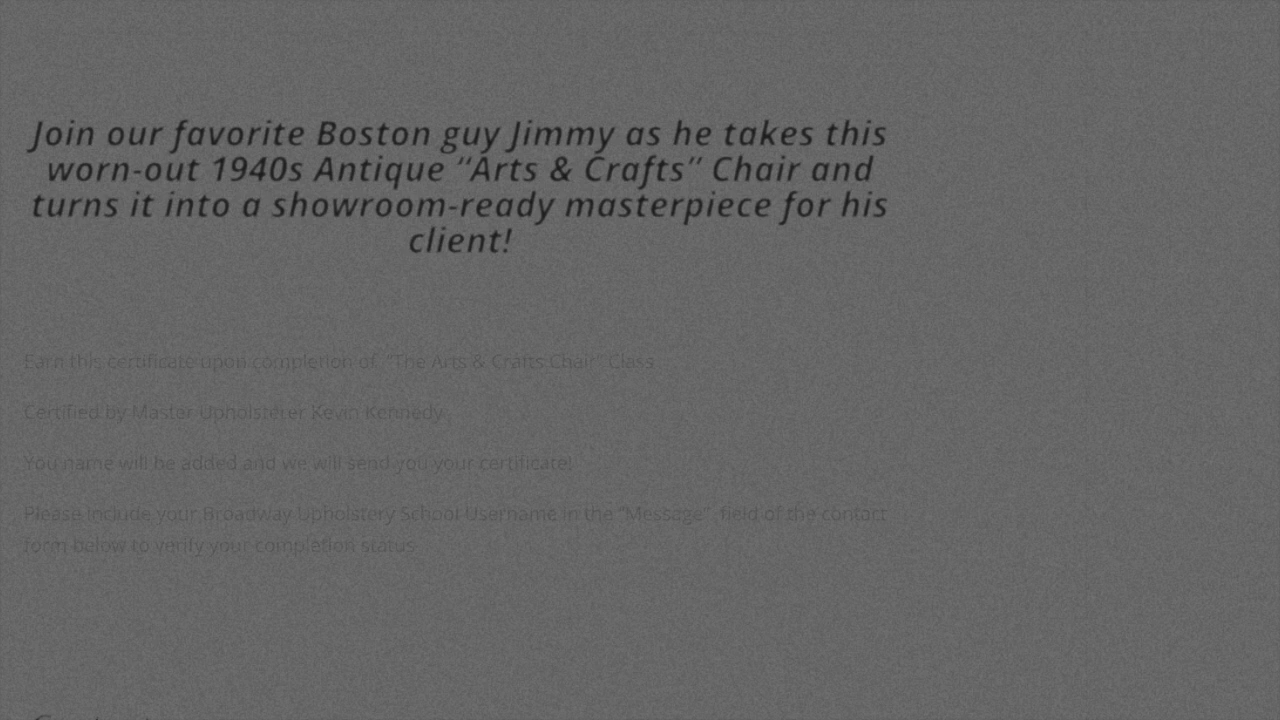 Join our favorite Boston guy Jimmy as he takes this
worn-out 1940s Antique "Arts & Crafts" Chair and
turns it into a showroom-ready masterpiece for his
client!
Earn this certificate upon completion of "The Arts & Crafts Chair" Class
Certified by Master Upholsterer Kevin Kennedy
You name will be added and we will send you your certificate!
Please include your Broadway Upholstery School Username in the "Message" field of the contact
form below to verify your completion status